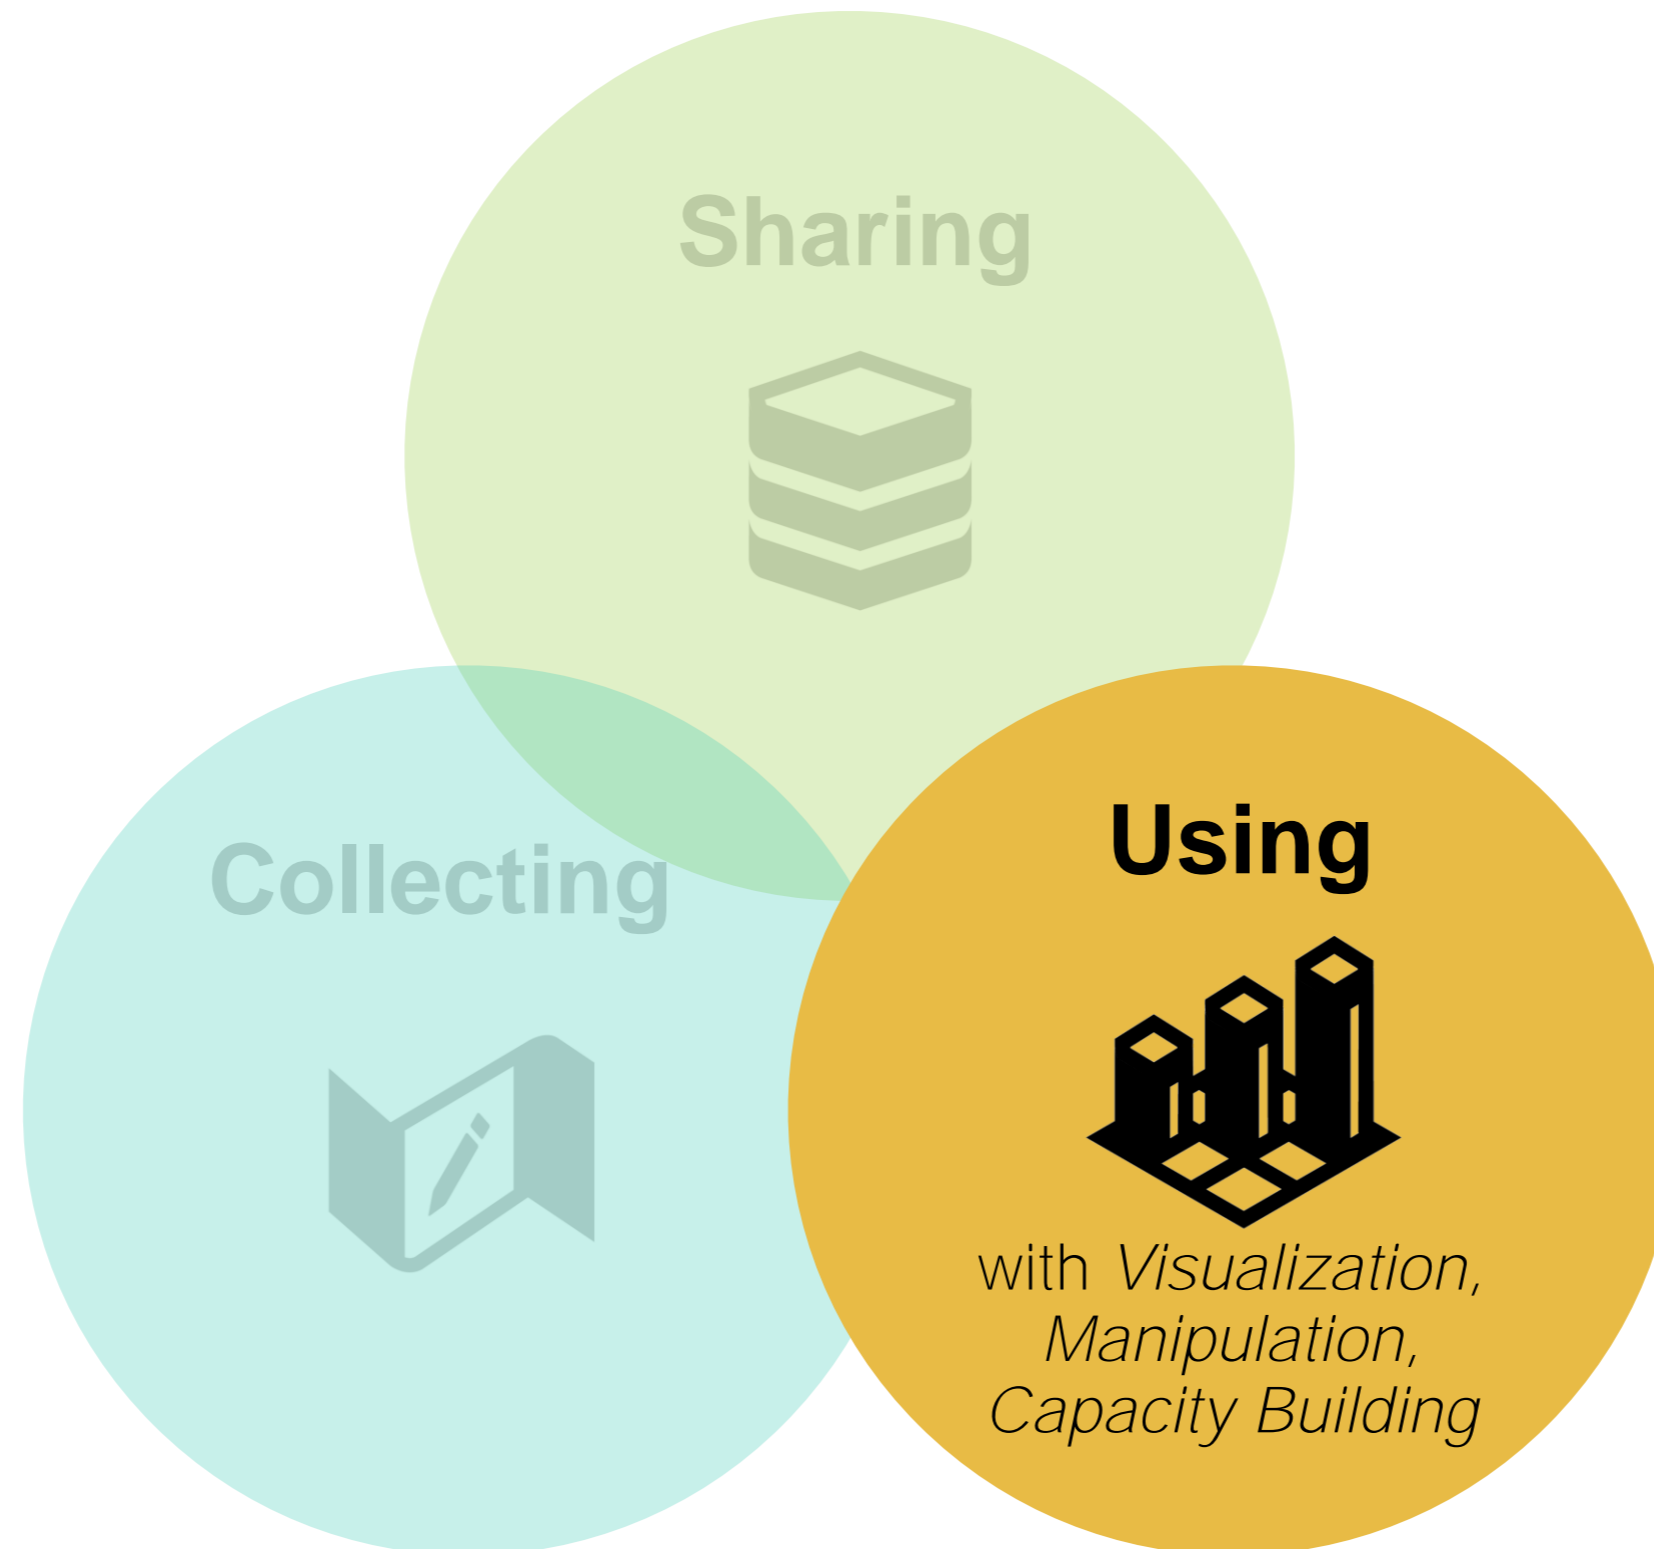 Sharing
Collecting
Using
with Visualization,
Manipulation,
Capacity Building